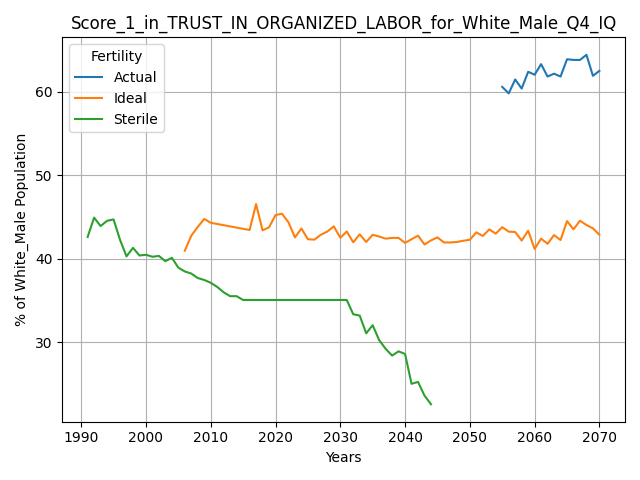 Score_1_in_TRUST_IN_ORGANIZED_LABOR_for_White_Male_Q4_IQ
Fertility
Actual
Ideal
Sterile
% of White_Male Population
60
50
40
30
1990 2000 2010 2020 2030 2040 2050 2060 2070
Years